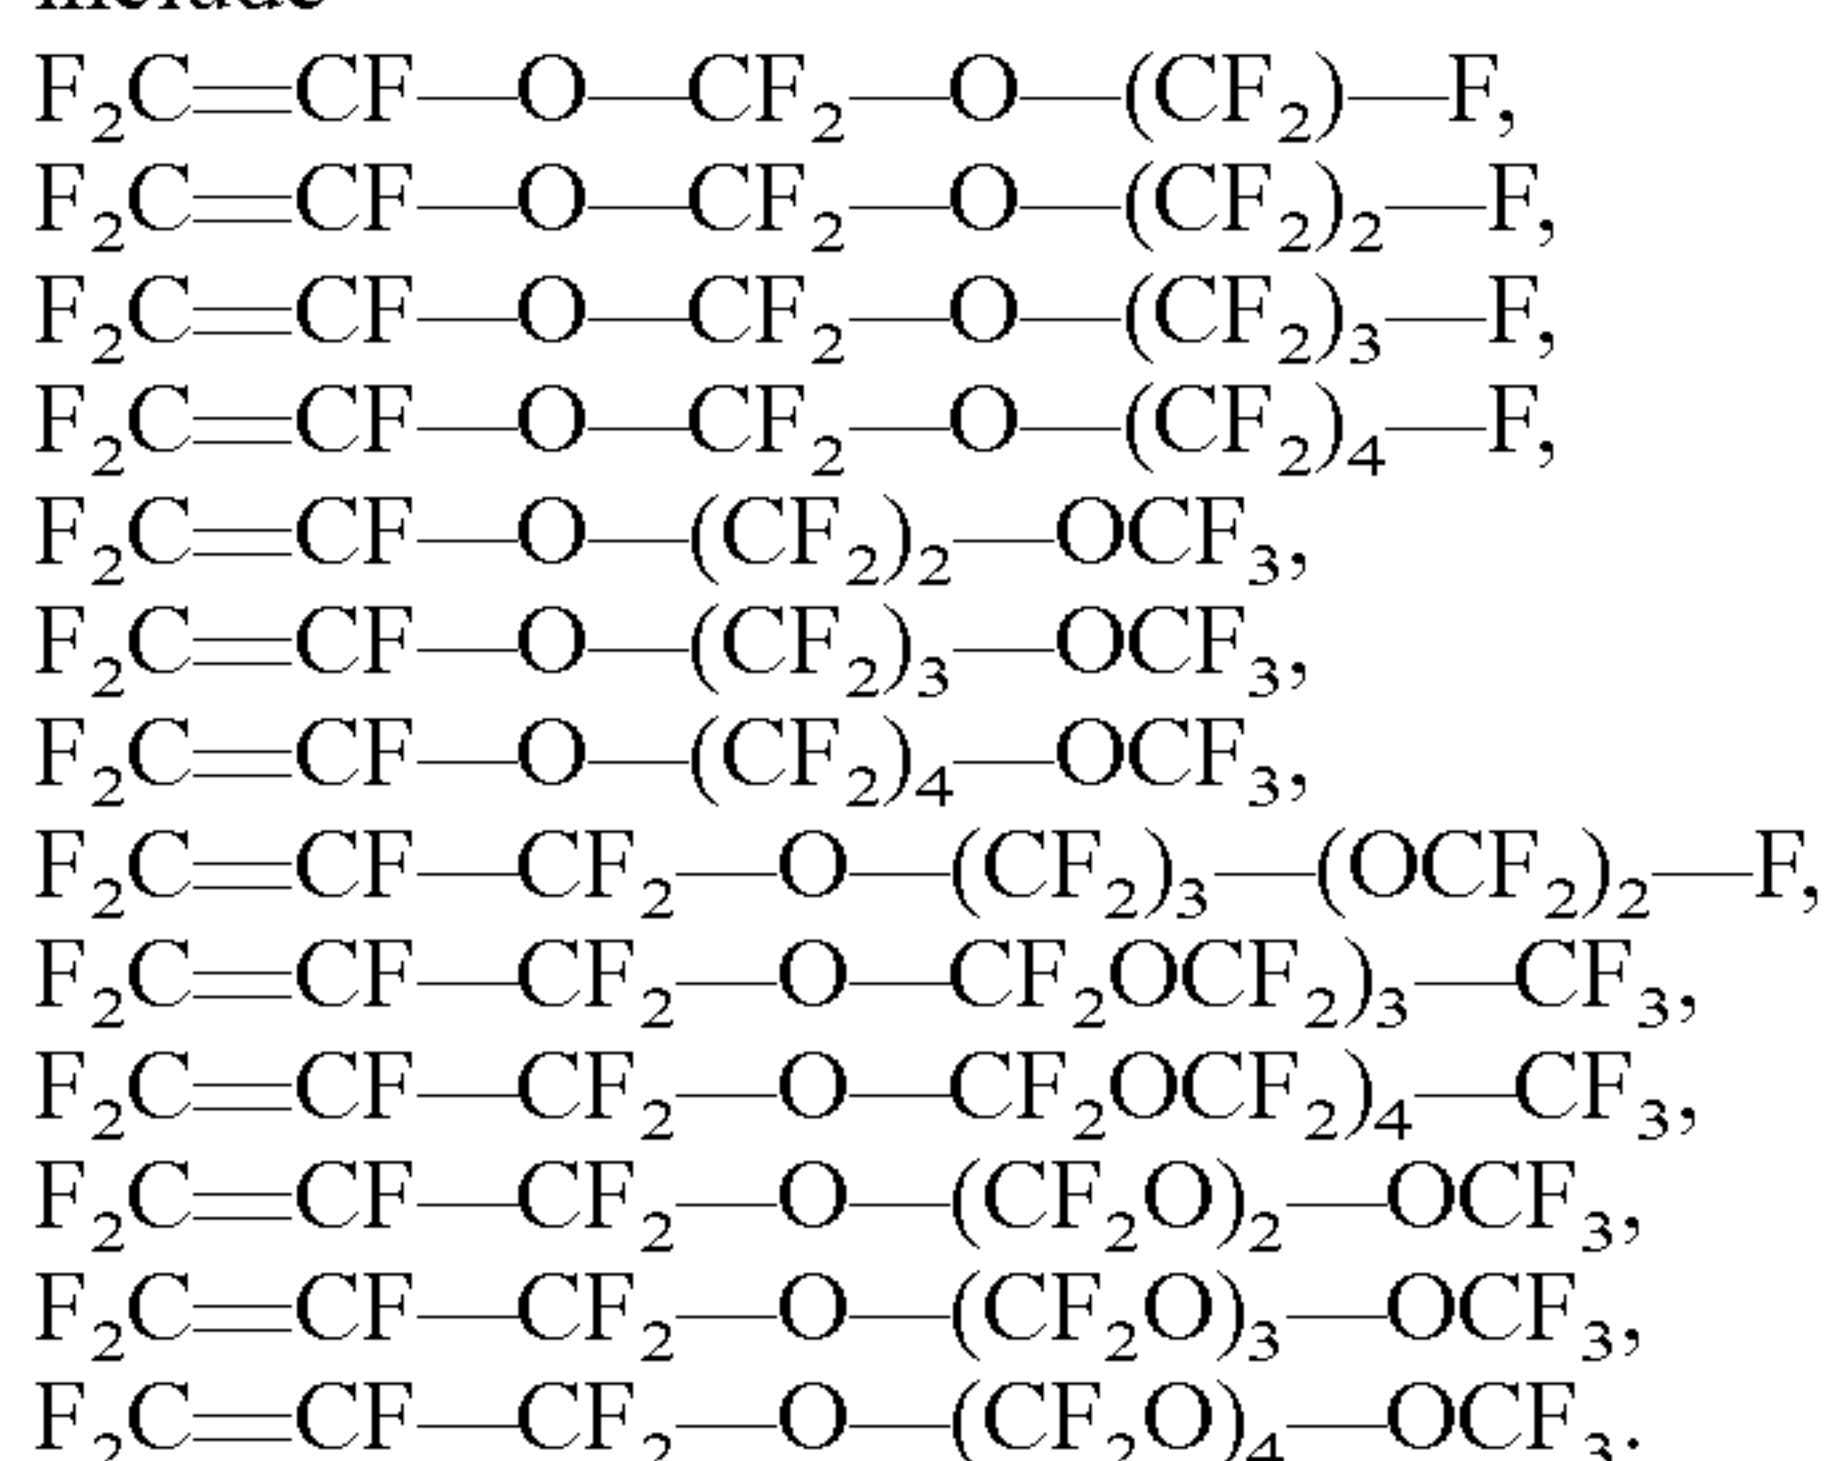 F₂C═CF—O—CF₂—O—(CF₂)—F,
F₂C═CF—O—CF₂—O—(CF₂)₂—F,
F₂C═CF—O—CF₂—O—(CF₂)₃—F,
F₂C═CF—O—CF₂—O—(CF₂)₄—F,
F₂C═CF—O—(CF₂)₂—OCF₃,
F₂C═CF—O—(CF₂)₃—OCF₃,
F₂C═CF—O—(CF₂)₄—OCF₃,
F₂C═CF—CF₂—O—(CF₂)₃—(OCF₂)₂—F,
F₂C═CF—CF₂—O—CF₂OCF₂)₃—CF₃,
F₂C═CF—CF₂—O—CF₂OCF₂)₄—CF₃,
F₂C═CF—CF₂—O—(CF₂O)₂—OCF₃,
F₂C═CF—CF₂—O—(CF₂O)₃—OCF₃,
F₂C═CF—CF₂—O—(CF₂O)₄—OCF₃.